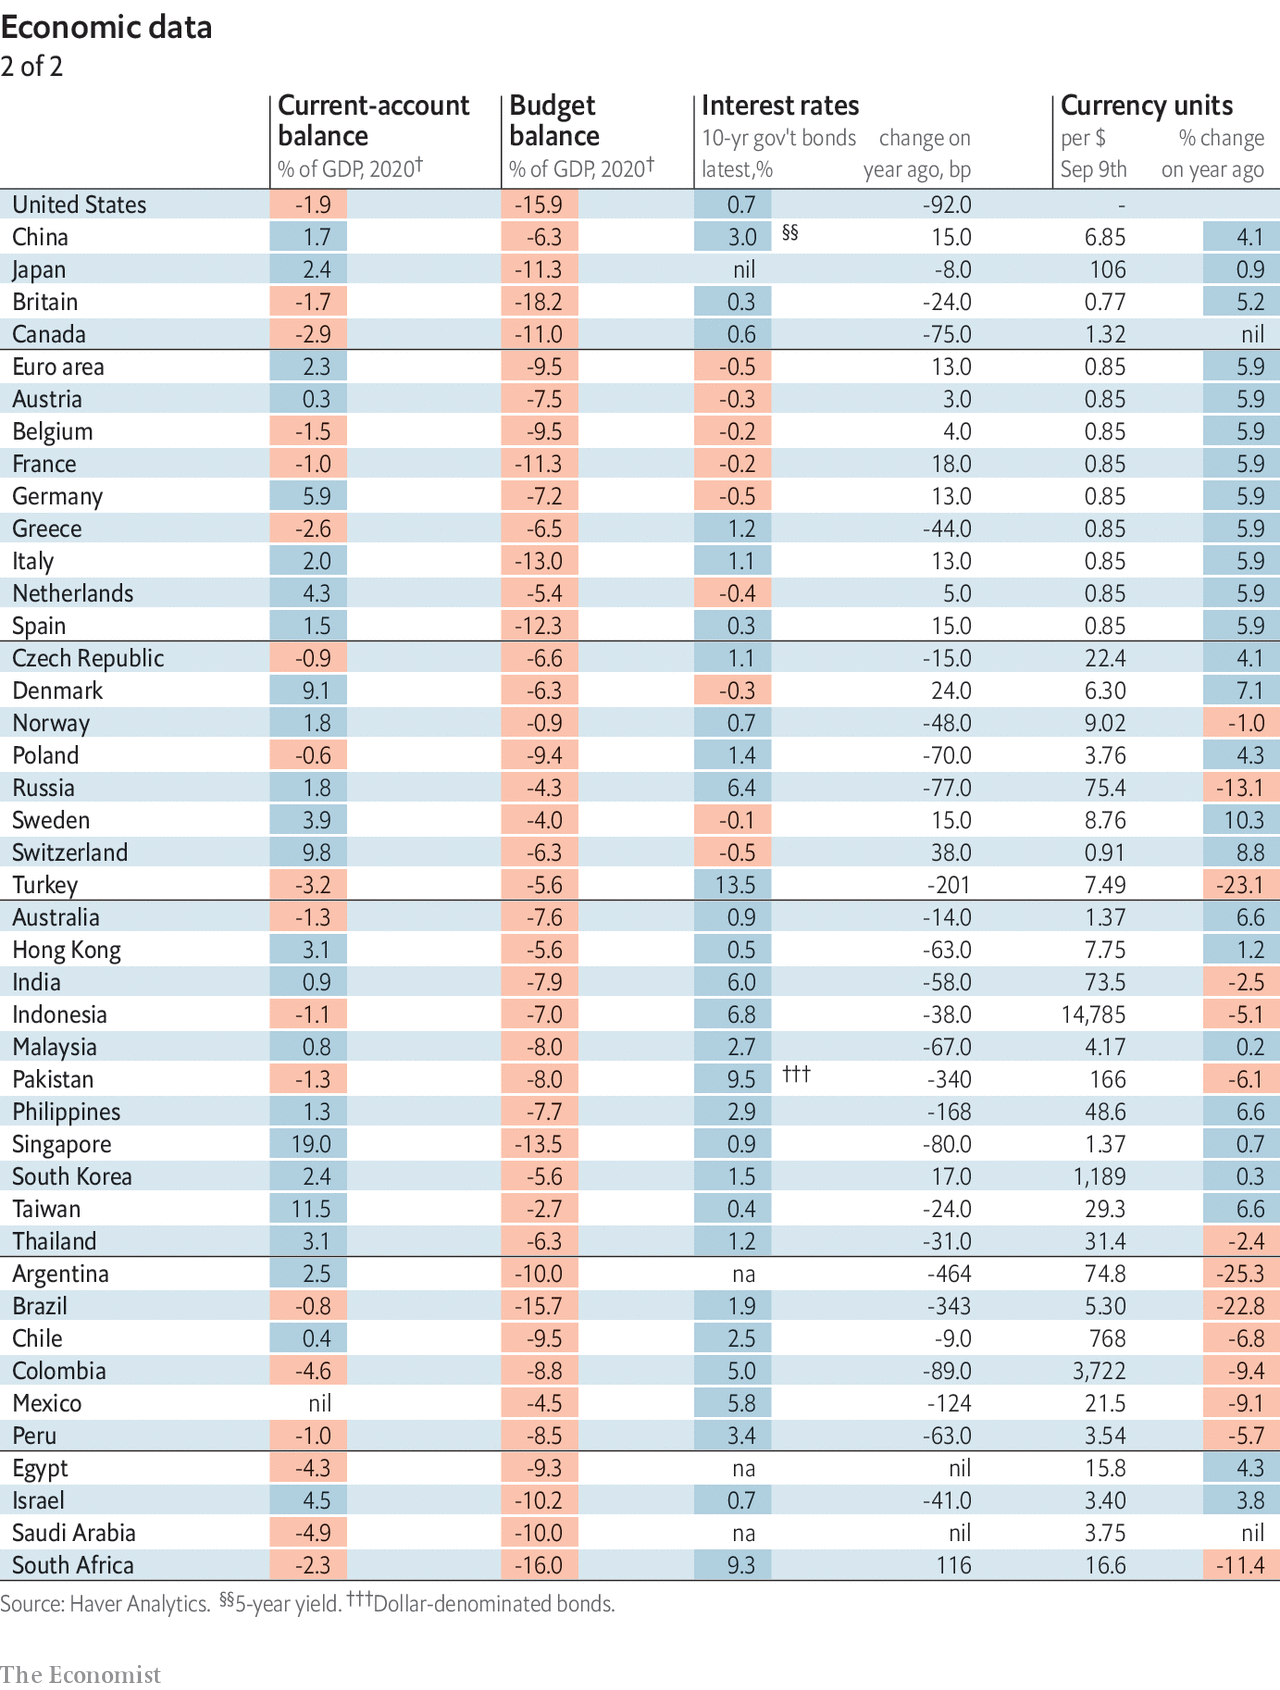 Economic data
2 of 2
Current-account balance % of GDP, 2020† Budget balance % of GDP, 2020† Interest rates 10-yr gov't bonds latest,% change on year ago, bp Currency units per $ Sep 9th % change on year ago
United States -1.9 -15.9 0.7 -92.0 -
China 1.7 -6.3 3.0 §§ 15.0 6.85 4.1
Japan 2.4 -11.3 nil -8.0 106 0.9
Britain -1.7 -18.2 0.3 -24.0 0.77 5.2
Canada -2.9 -11.0 0.6 -75.0 1.32 nil
Euro area 2.3 -9.5 -0.5 13.0 0.85 5.9
Austria 0.3 -7.5 -0.3 3.0 0.85 5.9
Belgium -1.5 -9.5 -0.2 4.0 0.85 5.9
France -1.0 -11.3 -0.2 18.0 0.85 5.9
Germany 5.9 -7.2 -0.5 13.0 0.85 5.9
Greece -2.6 -6.5 1.2 -44.0 0.85 5.9
Italy 2.0 -13.0 1.1 13.0 0.85 5.9
Netherlands 4.3 -5.4 -0.4 5.0 0.85 5.9
Spain 1.5 -12.3 0.3 15.0 0.85 5.9
Czech Republic -0.9 -6.6 1.1 -15.0 22.4 4.1
Denmark 9.1 -6.3 -0.3 24.0 6.30 7.1
Norway 1.8 -0.9 0.7 -48.0 9.02 -1.0
Poland -0.6 -9.4 1.4 -70.0 3.76 4.3
Russia 1.8 -4.3 6.4 -77.0 75.4 -13.1
Sweden 3.9 -4.0 -0.1 15.0 8.76 10.3
Switzerland 9.8 -6.3 -0.5 38.0 0.91 8.8
Turkey -3.2 -5.6 13.5 -201 7.49 -23.1
Australia -1.3 -7.6 0.9 -14.0 1.37 6.6
Hong Kong 3.1 -5.6 0.5 -63.0 7.75 1.2
India 0.9 -7.9 6.0 -58.0 73.5 -2.5
Indonesia -1.1 -7.0 6.8 -38.0 14,785 -5.1
Malaysia 0.8 -8.0 2.7 -67.0 4.17 0.2
Pakistan -1.3 -8.0 9.5 ††† -340 166 -6.1
Philippines 1.3 -7.7 2.9 -168 48.6 6.6
Singapore 19.0 -13.5 0.9 -80.0 1.37 0.7
South Korea 2.4 -5.6 1.5 17.0 1,189 0.3
Taiwan 11.5 -2.7 0.4 -24.0 29.3 6.6
Thailand 3.1 -6.3 1.2 -31.0 31.4 -2.4
Argentina 2.5 -10.0 na -464 74.8 -25.3
Brazil -0.8 -15.7 1.9 -343 5.30 -22.8
Chile 0.4 -9.5 2.5 -9.0 768 -6.8
Colombia -4.6 -8.8 5.0 -89.0 3,722 -9.4
Mexico nil -4.5 5.8 -124 21.5 -9.1
Peru -1.0 -8.5 3.4 -63.0 3.54 -5.7
Egypt -4.3 -9.3 na nil 15.8 4.3
Israel 4.5 -10.2 0.7 -41.0 3.40 3.8
Saudi Arabia -4.9 -10.0 na nil 3.75 nil
South Africa -2.3 -16.0 9.3 116 16.6 -11.4
Source: Haver Analytics. §§5-year yield. †††Dollar-denominated bonds.
The Economist